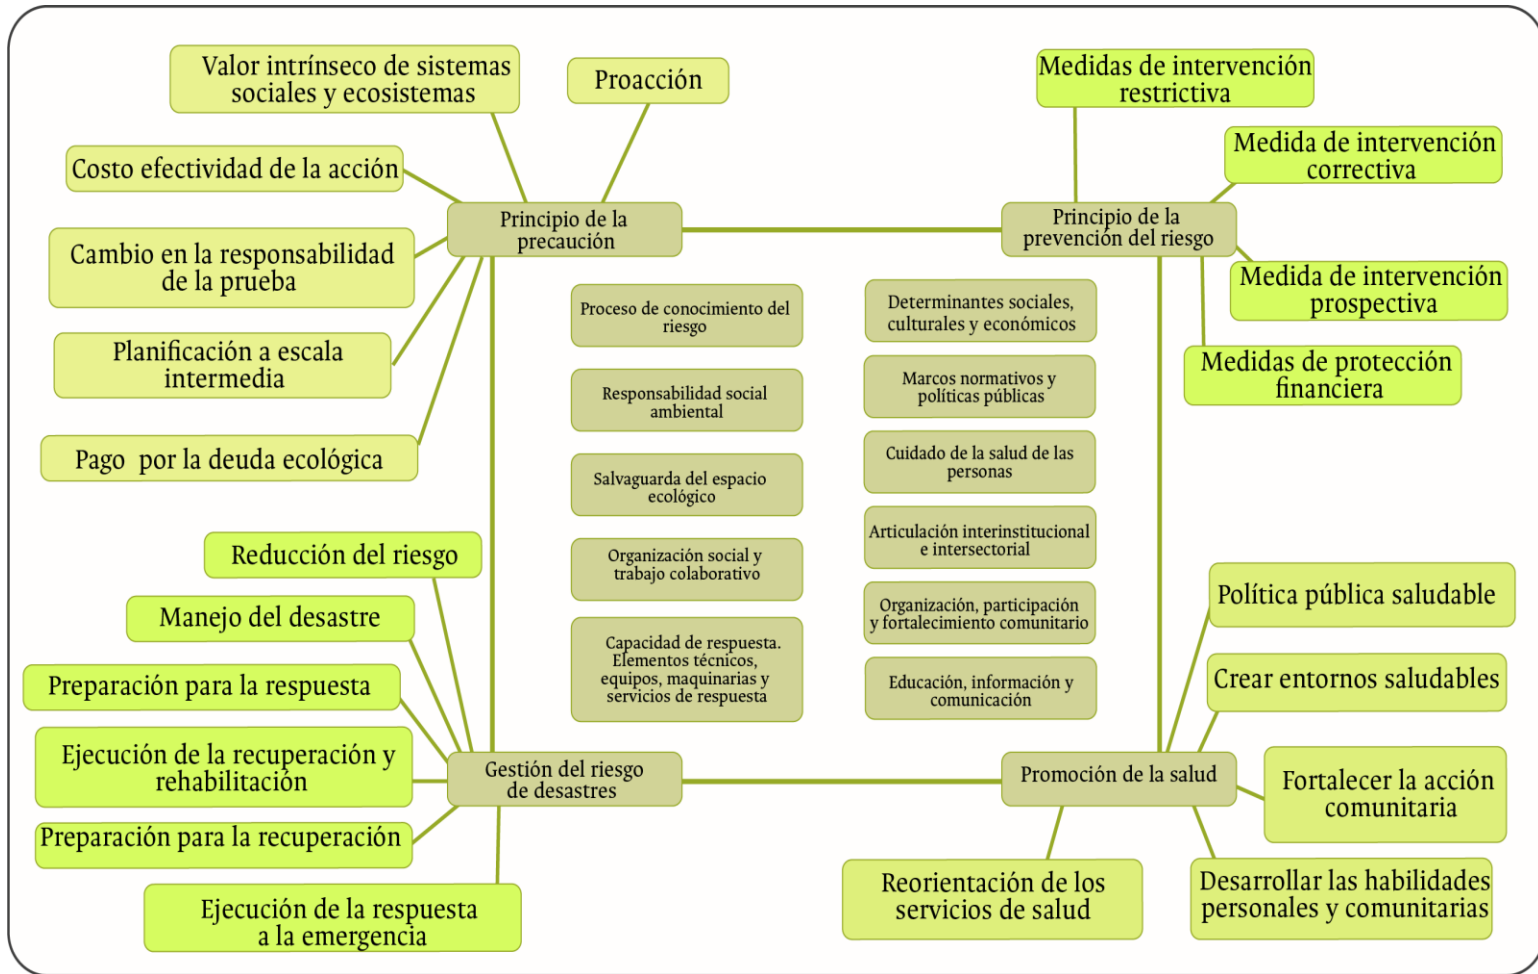 Valor intrínseco de sistemas
sociales y ecosistemas
Proacción
Costo efectividad de la acción
Cambio en la responsabilidad
de la prueba
Planificación a escala
intermedia
Pago por la deuda ecológica
Principio de la
precaución
Medidas de intervención
restrictiva
Medida de intervención
correctiva
Principio de la
prevención del riesgo
Medida de intervención
prospectiva
Medidas de protección
financiera
Proceso de conocimiento del
riesgo
Responsabilidad social
ambiental
Salvaguarda del espacio
ecológico
Organización social y
trabajo colaborativo
Capacidad de respuesta.
Elementos técnicos,
equipos, maquinarias y
servicios de respuesta
Determinantes sociales,
culturales y económicos
Marcos normativos y
políticas públicas
Cuidado de la salud de las
personas
Articulación interinstitucional
e intersectorial
Organización, participación
y fortalecimiento comunitario
Educación, información y
comunicación
Reducción del riesgo
Manejo del desastre
Preparación para la respuesta
Ejecución de la recuperación y
rehabilitación
Preparación para la recuperación
Ejecución de la respuesta
a la emergencia
Gestión del riesgo
de desastres
Promoción de la salud
Política pública saludable
Crear entornos saludables
Fortalecer la acción
comunitaria
Desarrollar las habilidades
personales y comunitarias
Reorientación de los
servicios de salud